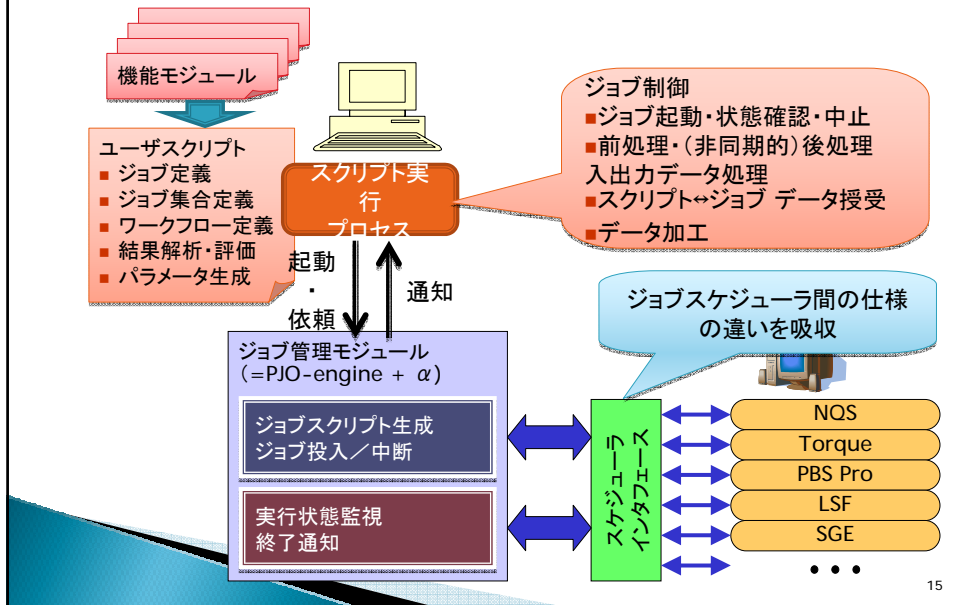 機能モジュール
ユーザスクリプト
■ ジョブ定義
■ ジョブ集合定義
■ ワークフロー定義
■ 結果解析・評価
■ パラメータ生成
スクリプト実
行
プロセス
ジョブ制御
■ジョブ起動・状態確認・中止
■前処理・(非同期的)後処理
入出力データ処理
■スクリプト↔ジョブ データ授受
■データ加工
起動
・
依頼
通知
ジョブスケジューラ間の仕様
の違いを吸収
ジョブ管理モジュール
(=PJO-engine + α)
ジョブスクリプト生成
ジョブ投入／中断
実行状態監視
終了通知
スケジューラ
インタフェース
NQS
Torque
PBS Pro
LSF
SGE
• • •
15